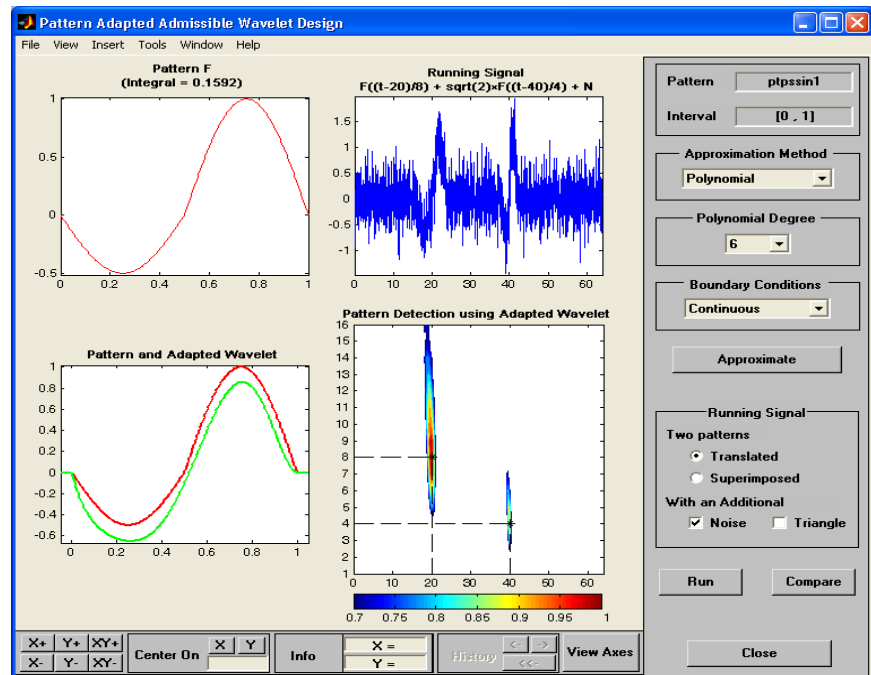 Pattern Adapted Admissible Wavelet Design
File View Insert Tools Window Help
Pattern F
(Integral = 0.1592)
1
0.5
0
-0.5
0 0.2 0.4 0.6 0.8 1
Running Signal
F((t-20)/8) + sqrt(2)×F((t-40)/4) + N
1.5
1
0.5
0
-0.5
-1
0 10 20 30 40 50 60
Pattern and Adapted Wavelet
1
0.8
0.6
0.4
0.2
0
-0.2
-0.4
-0.6
0 0.2 0.4 0.6 0.8 1
Pattern Detection using Adapted Wavelet
16
15
14
13
12
11
10
9
8
7
6
5
4
3
2
1
0 10 20 30 40 50 60
0.7 0.75 0.8 0.85 0.9 0.95 1
Pattern ptpssin1
Interval [0 , 1]
Approximation Method
Polynomial
Polynomial Degree
6
Boundary Conditions
Continuous
Approximate
Running Signal
Two patterns
Translated
Superimposed
With an Additional
Noise Triangle
Run Compare
Close
X+ Y+ XY+
X- Y- XY-
Center On X Y
Info X =
Y =
History <- ->
<<-
View Axes